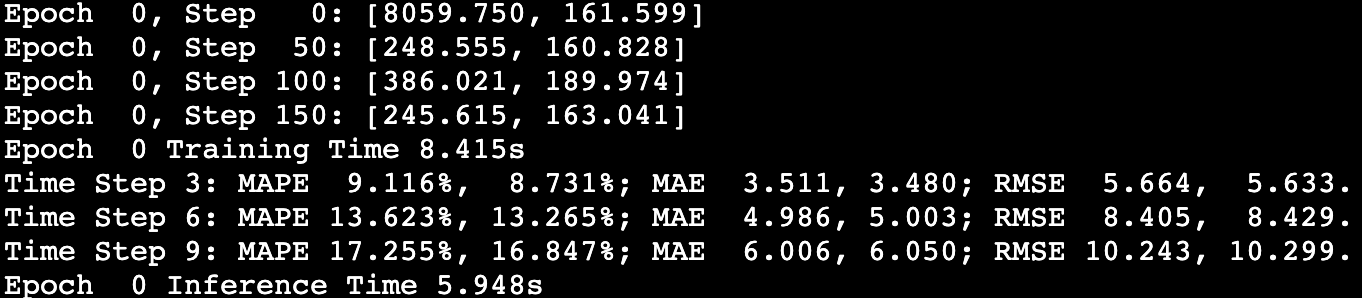 Epoch  0, Step   0: [8059.750, 161.599]
Epoch  0, Step  50: [248.555, 160.828]
Epoch  0, Step 100: [386.021, 189.974]
Epoch  0, Step 150: [245.615, 163.041]
Epoch  0 Training Time 8.415s
Time Step 3: MAPE  9.116%,  8.731%; MAE  3.511, 3.480; RMSE  5.664,  5.633.
Time Step 6: MAPE 13.623%, 13.265%; MAE  4.986, 5.003; RMSE  8.405,  8.429.
Time Step 9: MAPE 17.255%, 16.847%; MAE  6.006, 6.050; RMSE 10.243, 10.299.
Epoch  0 Inference Time 5.948s